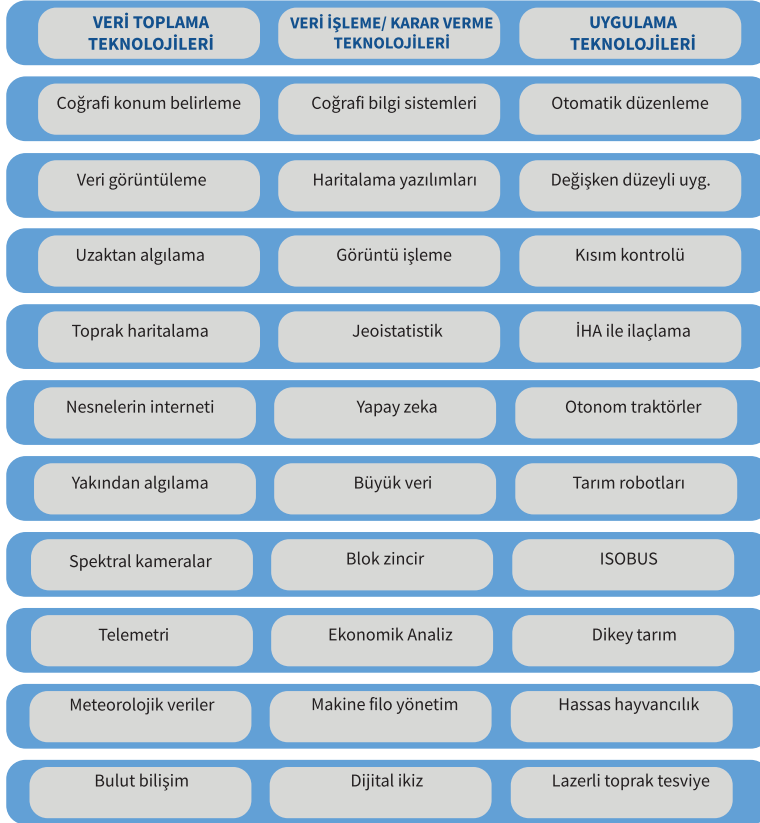 VERİ TOPLAMA
TEKNOLOJİLERİ
VERİ İŞLEME/ KARAR VERME
TEKNOLOJİLERİ
UYGULAMA
TEKNOLOJİLERİ
Coğrafi konum belirleme
Coğrafi bilgi sistemleri
Otomatik düzenleme
Veri görüntüleme
Haritalama yazılımları
Değişken düzeyli uyg.
Uzaktan algılama
Görüntü işleme
Kısım kontrolü
Toprak haritalama
Jeoistatistik
İHA ile ilaçlama
Nesnelerin interneti
Yapay zeka
Otonom traktörler
Yakından algılama
Büyük veri
Tarım robotları
Spektral kameralar
Blok zincir
ISOBUS
Telemetri
Ekonomik Analiz
Dikey tarım
Meteorolojik veriler
Makine filo yönetim
Hassas hayvancılık
Bulut bilişim
Dijital ikiz
Lazerli toprak tesviye